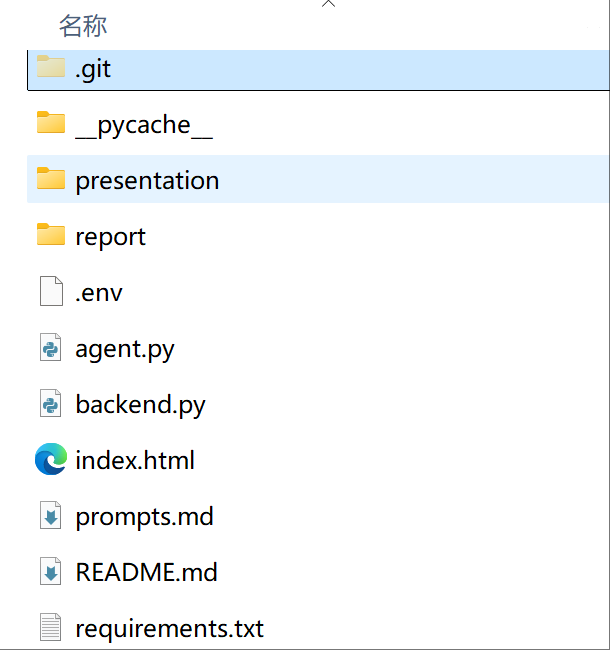 名称
.git
__pycache__
presentation
report
.env
agent.py
backend.py
index.html
prompts.md
README.md
requirements.txt